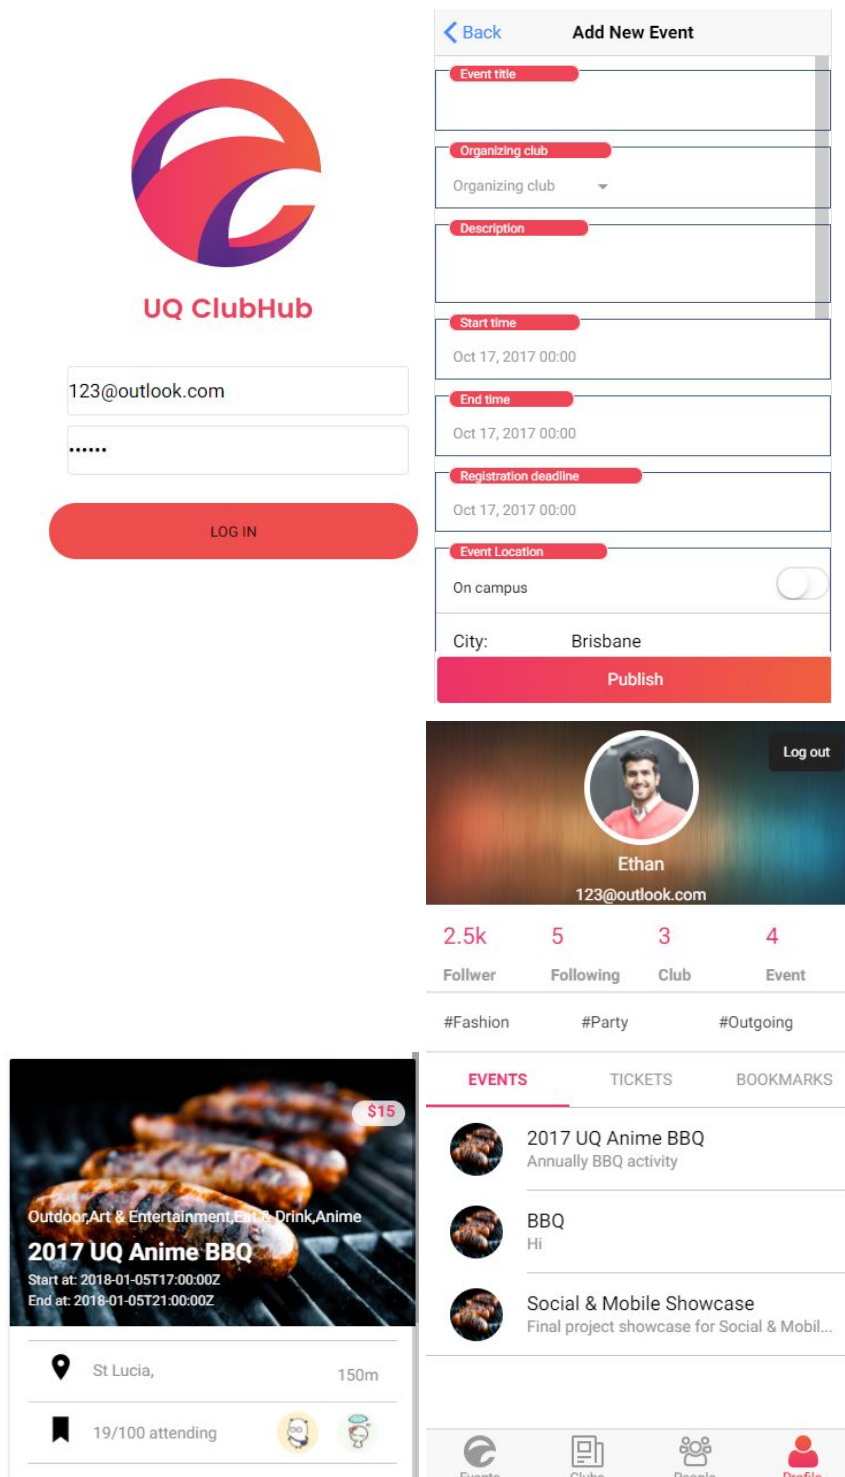 UQ ClubHub
123@outlook.com
••••••
LOG IN
Back
Add New Event
Event title
Organizing club
Organizing club
Description
Start time
Oct 17, 2017 00:00
End time
Oct 17, 2017 00:00
Registration deadline
Oct 17, 2017 00:00
Event Location
On campus
City: Brisbane
Publish
Log out
Ethan
123@outlook.com
2.5k 5 3 4
Follwer Following Club Event
#Fashion #Party #Outgoing
EVENTS TICKETS BOOKMARKS
2017 UQ Anime BBQ
Annually BBQ activity
BBQ
Hi
Social & Mobile Showcase
Final project showcase for Social & Mobil...
Events Clubs People Profile
$15
Outdoor,Art & Entertainment,Eat & Drink,Anime
2017 UQ Anime BBQ
Start at: 2018-01-05T17:00:00Z
End at: 2018-01-05T21:00:00Z
St Lucia,
150m
19/100 attending